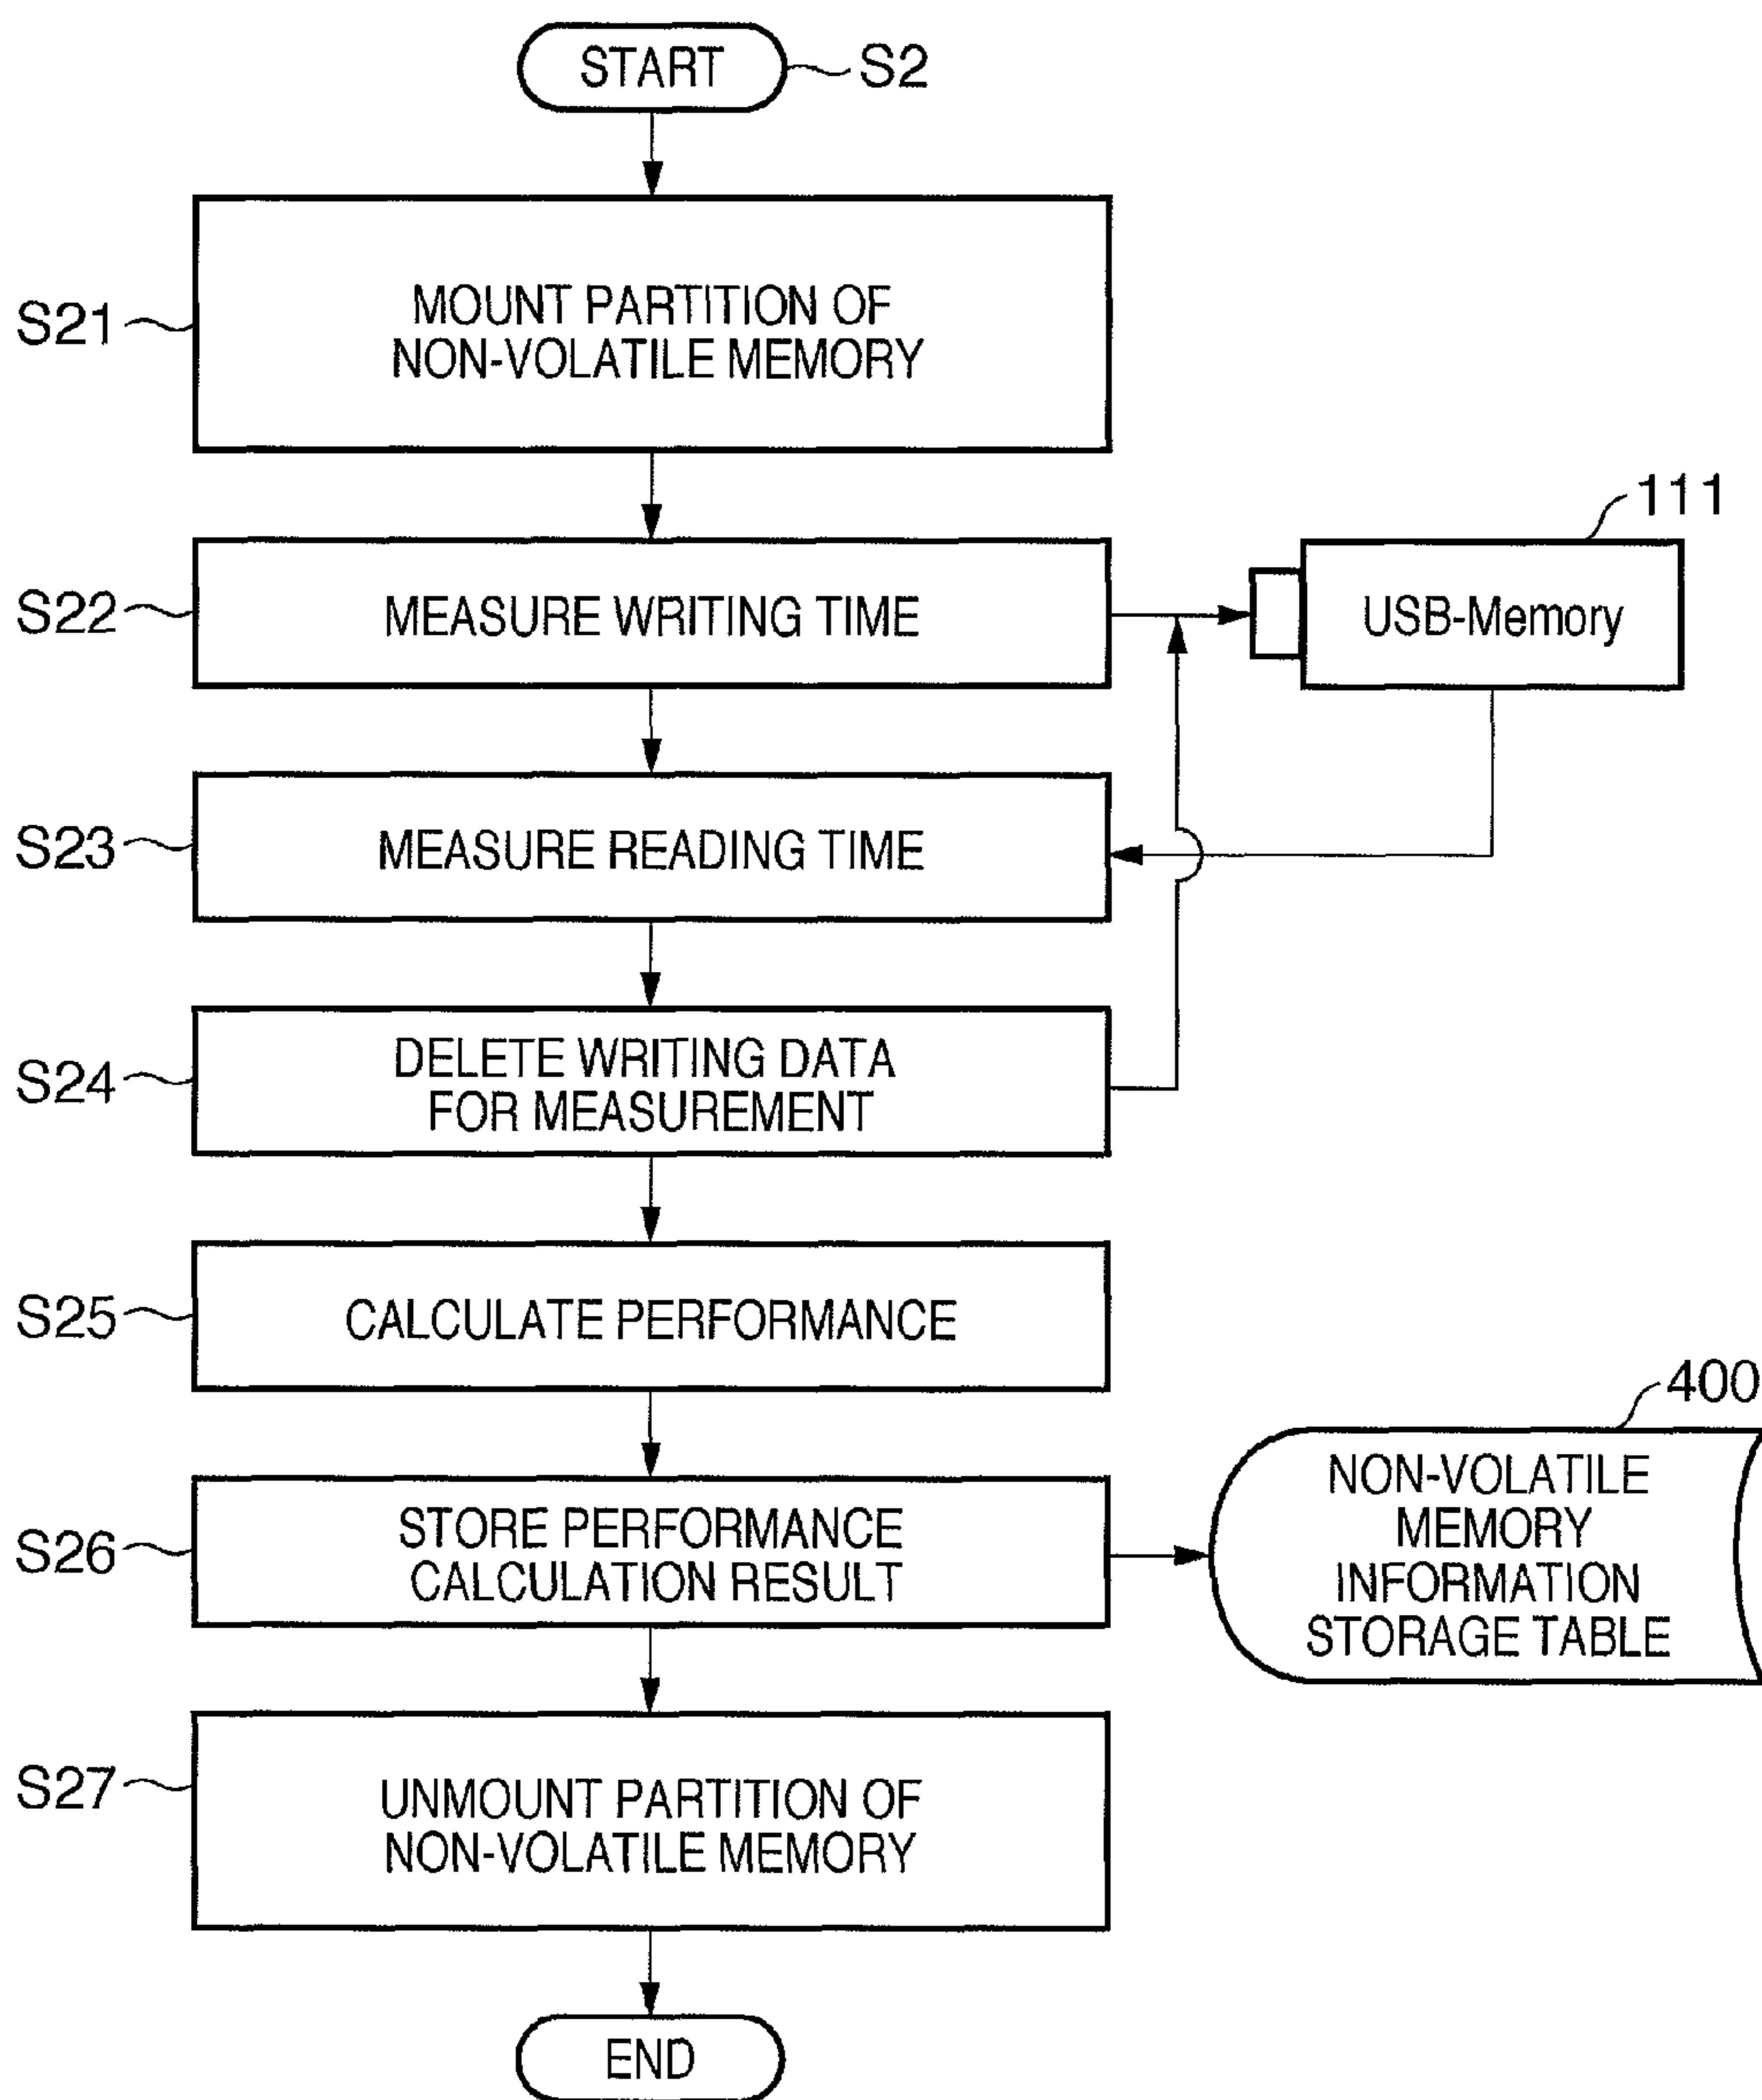 START
S2
S21
MOUNT PARTITION OF
NON-VOLATILE MEMORY
111
S22
MEASURE WRITING TIME
USB-Memory
S23
MEASURE READING TIME
S24
DELETE WRITING DATA
FOR MEASUREMENT
S25
CALCULATE PERFORMANCE
400
S26
STORE PERFORMANCE
CALCULATION RESULT
NON-VOLATILE
MEMORY
INFORMATION
STORAGE TABLE
S27
UNMOUNT PARTITION OF
NON-VOLATILE MEMORY
END